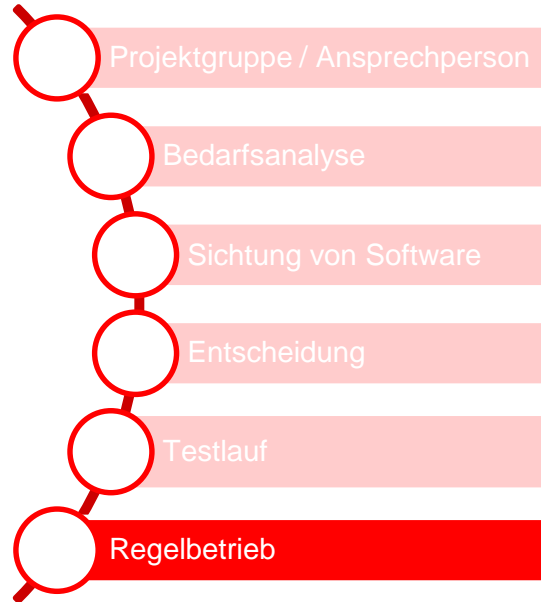 Projektgruppe / Ansprechperson
Bedarfsanalyse
Sichtung von Software
Entscheidung
Testlauf
Regelbetrieb